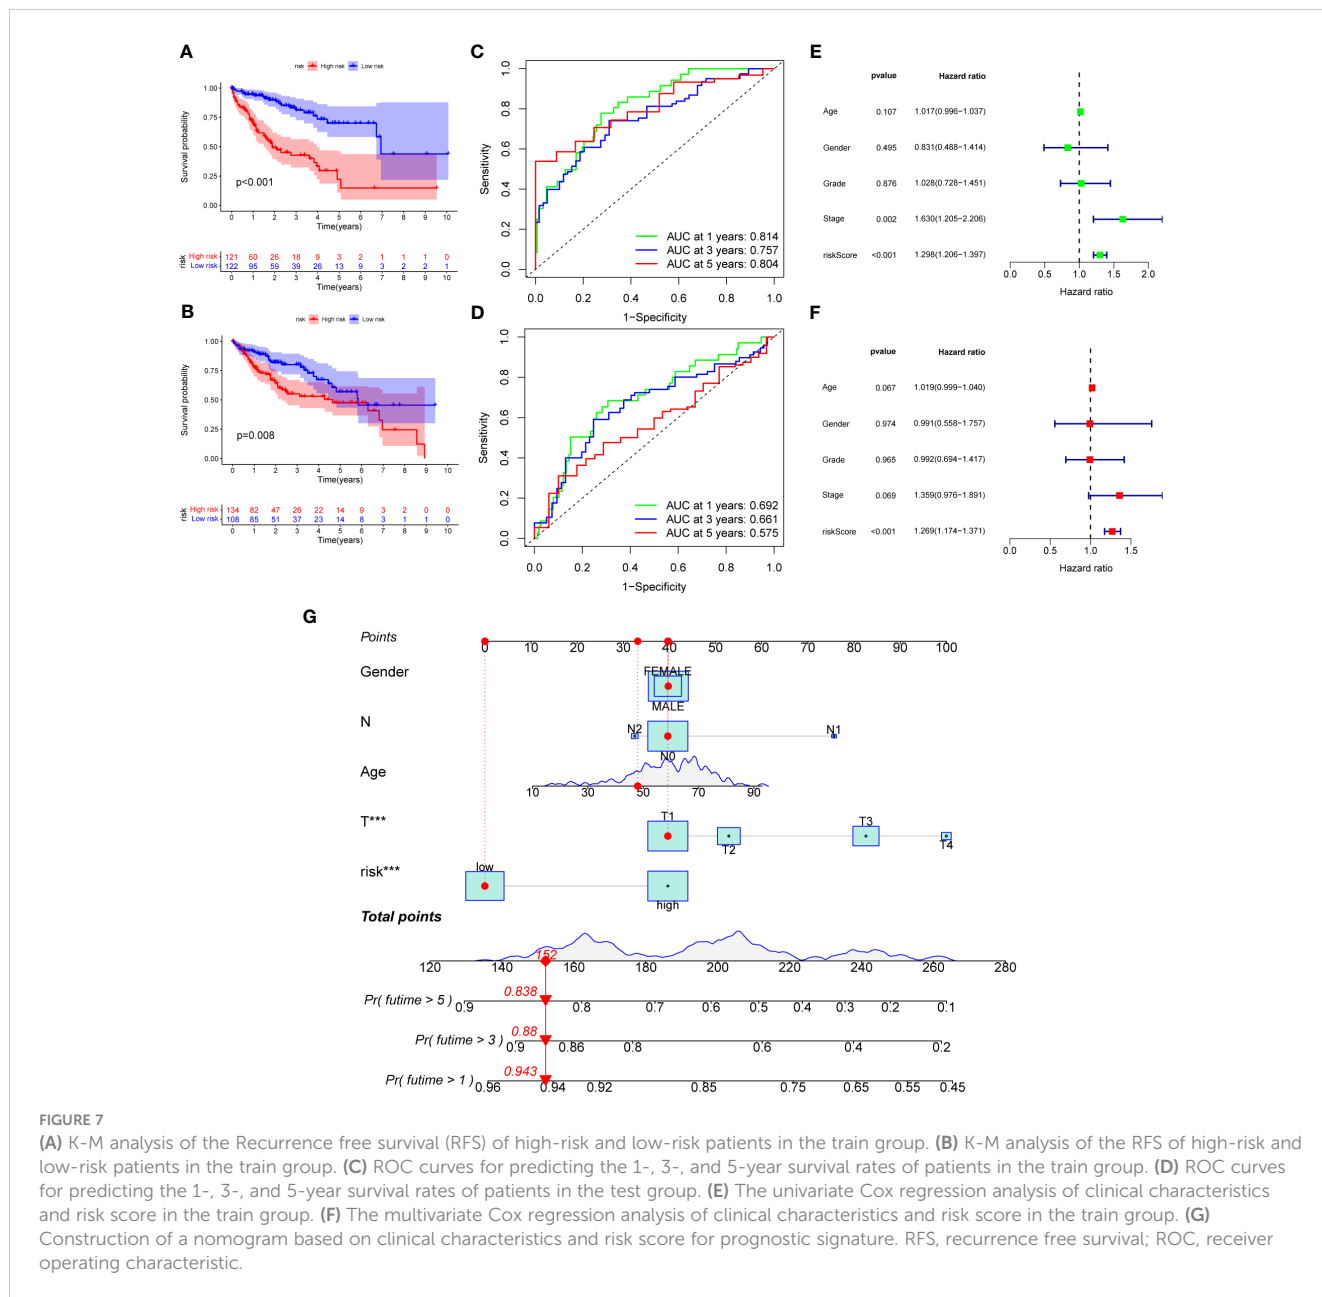 A
risk High risk Low risk
Survival probability
1.00
0.75
0.50
0.25
0.00
p<0.001
0 1 2 3 4 5 6 7 8 9 10
Time(years)
risk
High risk 121 60 26 18 9 3 2 1 1 1 0
Low risk 122 95 59 39 26 13 9 3 2 2 1
0 1 2 3 4 5 6 7 8 9 10
Time(years)
B
risk High risk Low risk
Survival probability
1.00
0.75
0.50
0.25
0.00
p=0.008
0 1 2 3 4 5 6 7 8 9 10
Time(years)
risk
High risk 134 82 47 26 22 14 9 3 2 0 0
Low risk 108 85 51 37 23 14 8 3 1 1 0
0 1 2 3 4 5 6 7 8 9 10
Time(years)
C
Sensitivity
1.0
0.8
0.6
0.4
0.2
0.0
AUC at 1 years: 0.814
AUC at 3 years: 0.757
AUC at 5 years: 0.804
0.0 0.2 0.4 0.6 0.8 1.0
1−Specificity
D
Sensitivity
1.0
0.8
0.6
0.4
0.2
0.0
AUC at 1 years: 0.692
AUC at 3 years: 0.661
AUC at 5 years: 0.575
0.0 0.2 0.4 0.6 0.8 1.0
1−Specificity
E
pvalue Hazard ratio
Age 0.107 1.017(0.996−1.037)
Gender 0.495 0.831(0.488−1.414)
Grade 0.876 1.028(0.728−1.451)
Stage 0.002 1.630(1.205−2.206)
riskScore <0.001 1.298(1.206−1.397)
0.0 0.5 1.0 1.5 2.0
Hazard ratio
F
pvalue Hazard ratio
Age 0.067 1.019(0.999−1.040)
Gender 0.974 0.991(0.558−1.757)
Grade 0.965 0.992(0.694−1.417)
Stage 0.069 1.359(0.976−1.891)
riskScore <0.001 1.269(1.174−1.371)
0.0 0.5 1.0 1.5
Hazard ratio
G
Points
0 10 20 30 40 50 60 70 80 90 100
Gender
FEMALE
MALE
N
N2 N1
N0
Age
10 30 50 70 90
T***
T1 T3
T2 T4
risk***
low
high
Total points
152
120 140 160 180 200 220 240 260 280
0.838
Pr( futime > 5 ) 0.9 0.8 0.7 0.6 0.5 0.4 0.3 0.2 0.1
0.88
Pr( futime > 3 ) 0.9 0.86 0.8 0.6 0.4 0.2
0.943
Pr( futime > 1 ) 0.96 0.94 0.92 0.85 0.75 0.65 0.55 0.45
FIGURE 7
(A) K-M analysis of the Recurrence free survival (RFS) of high-risk and low-risk patients in the train group. (B) K-M analysis of the RFS of high-risk and
low-risk patients in the train group. (C) ROC curves for predicting the 1-, 3-, and 5-year survival rates of patients in the train group. (D) ROC curves
for predicting the 1-, 3-, and 5-year survival rates of patients in the test group. (E) The univariate Cox regression analysis of clinical characteristics
and risk score in the train group. (F) The multivariate Cox regression analysis of clinical characteristics and risk score in the train group. (G)
Construction of a nomogram based on clinical characteristics and risk score for prognostic signature. RFS, recurrence free survival; ROC, receiver
operating characteristic.